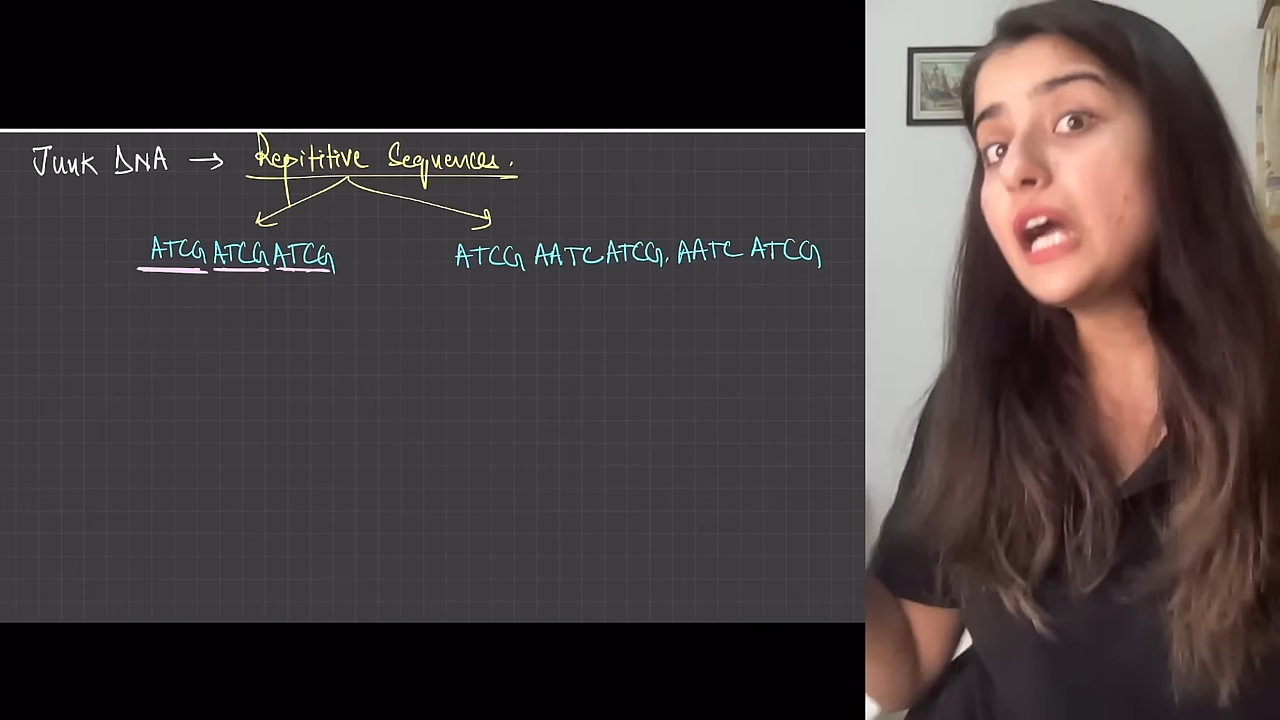 Junk DNA → Repititive Sequences.
ATCG ATCG ATCG ATCG AATC ATCG. AATC ATCG